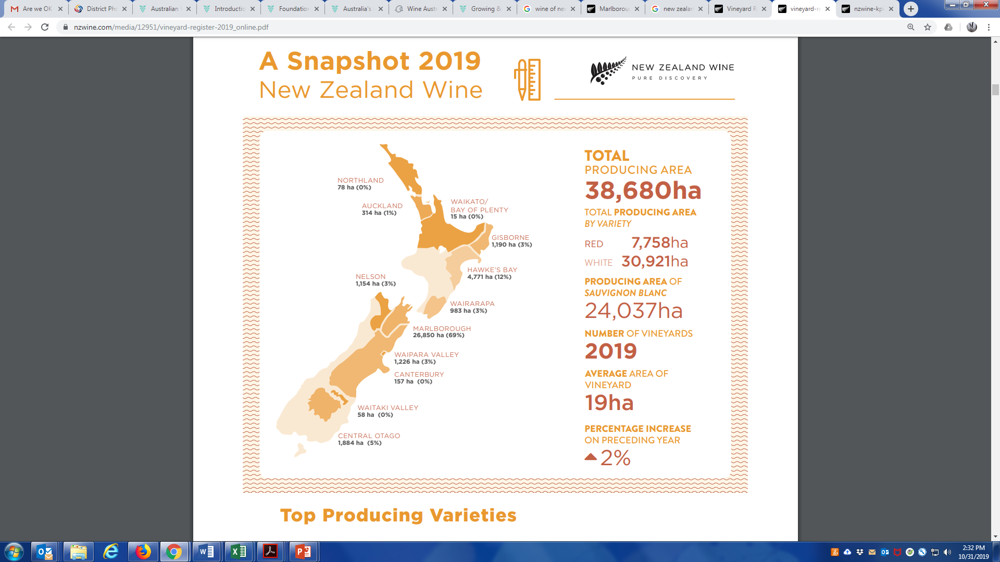 Are we OK
District Pho
Australian
Introductio
Foundation
Australia's
Wine Austr
Growing &
wine of ne
Marlborou
new zealan
Vineyard R
vineyard-re
nzwine-kpi
nzwine.com/media/12951/vineyard-register-2019_online.pdf
A Snapshot 2019
New Zealand Wine
NEW ZEALAND WINE
PURE DISCOVERY
NORTHLAND
78 ha (0%)
AUCKLAND
314 ha (1%)
WAIKATO/
BAY OF PLENTY
15 ha (0%)
GISBORNE
1,190 ha (3%)
HAWKE'S BAY
4,771 ha (12%)
NELSON
1,154 ha (3%)
WAIRARAPA
983 ha (3%)
MARLBOROUGH
26,850 ha (69%)
WAIPARA VALLEY
1,226 ha (3%)
CANTERBURY
157 ha (0%)
WAITAKI VALLEY
58 ha (0%)
CENTRAL OTAGO
1,884 ha (5%)
TOTAL
PRODUCING AREA
38,680ha
TOTAL PRODUCING AREA
BY VARIETY
RED 7,758ha
WHITE 30,921ha
PRODUCING AREA OF
SAUVIGNON BLANC
24,037ha
NUMBER OF VINEYARDS
2019
AVERAGE AREA OF
VINEYARD
19ha
PERCENTAGE INCREASE
ON PRECEDING YEAR
2%
Top Producing Varieties
2:32 PM
10/31/2019